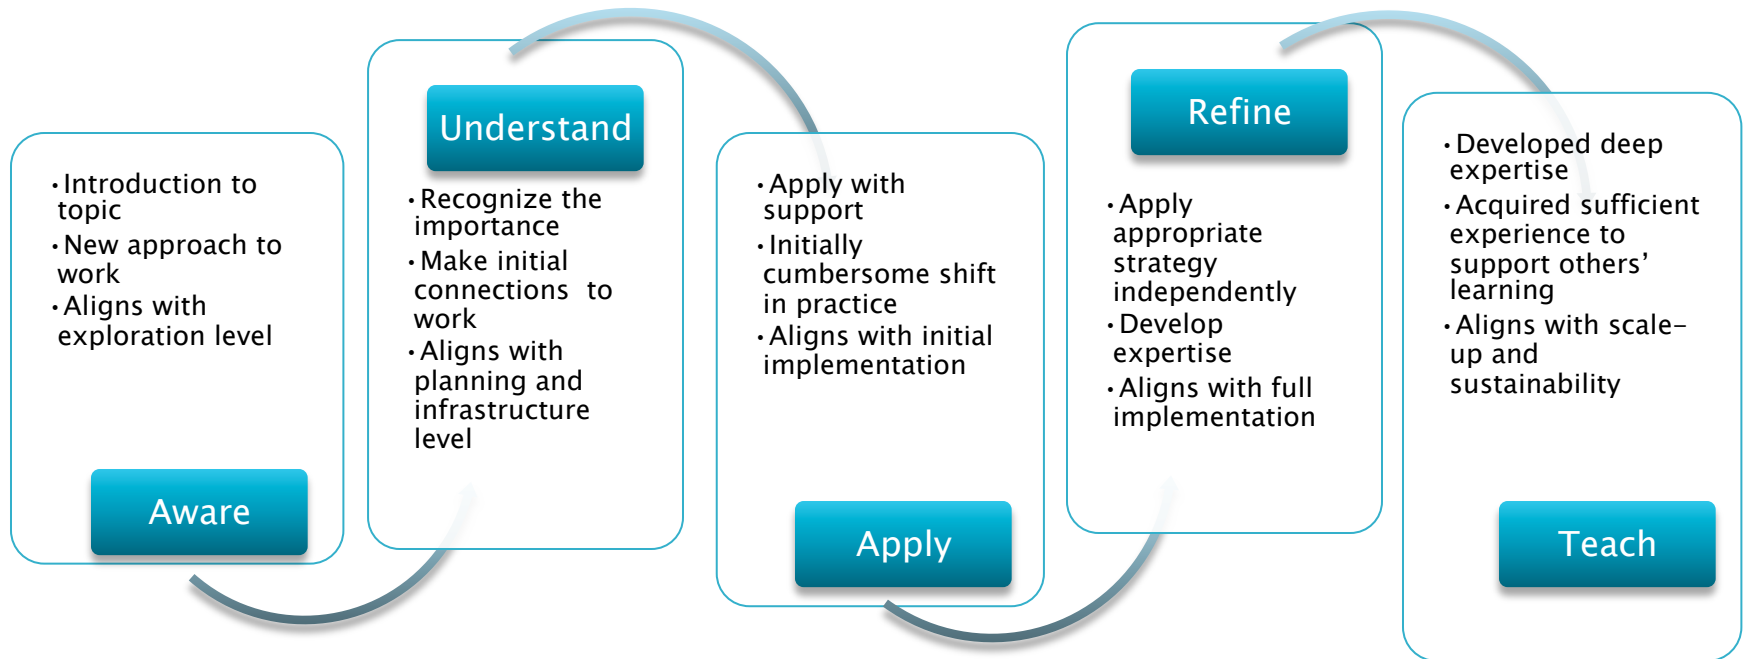 ·Introduction to
topic
·New approach to
work
·Aligns with
exploration level
Aware
Understand
·Recognize the
importance
·Make initial
connections  to
work
·Aligns with
planning and
infrastructure
level
·Apply with
support
·Initially
cumbersome shift
in practice
·Aligns with initial
implementation
Apply
Refine
·Apply
appropriate
strategy
independently
·Develop
expertise
·Aligns with full
implementation
·Developed deep
expertise
·Acquired sufficient
experience to
support others’
learning
·Aligns with scale-
up and
sustainability
Teach